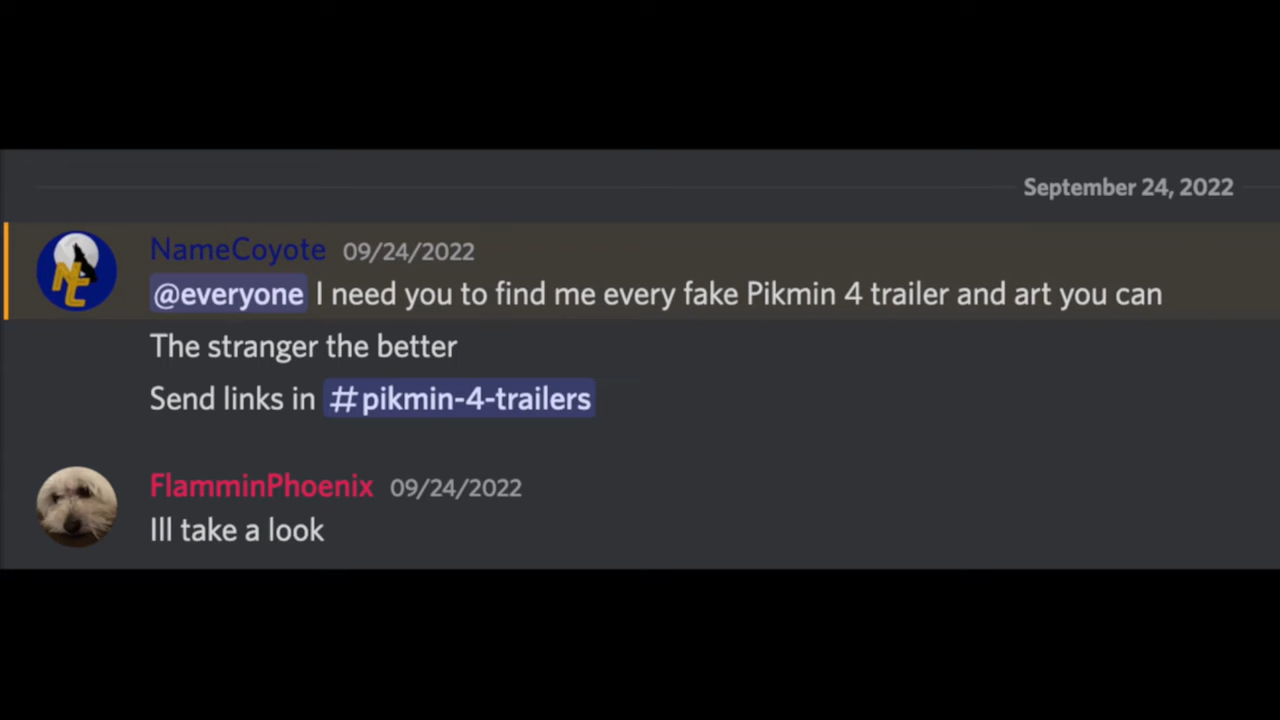 September 24, 2022
NameCoyote 09/24/2022
@everyone I need you to find me every fake Pikmin 4 trailer and art you can
The stranger the better
Send links in #pikmin-4-trailers
NC
FlamminPhoenix 09/24/2022
Ill take a look